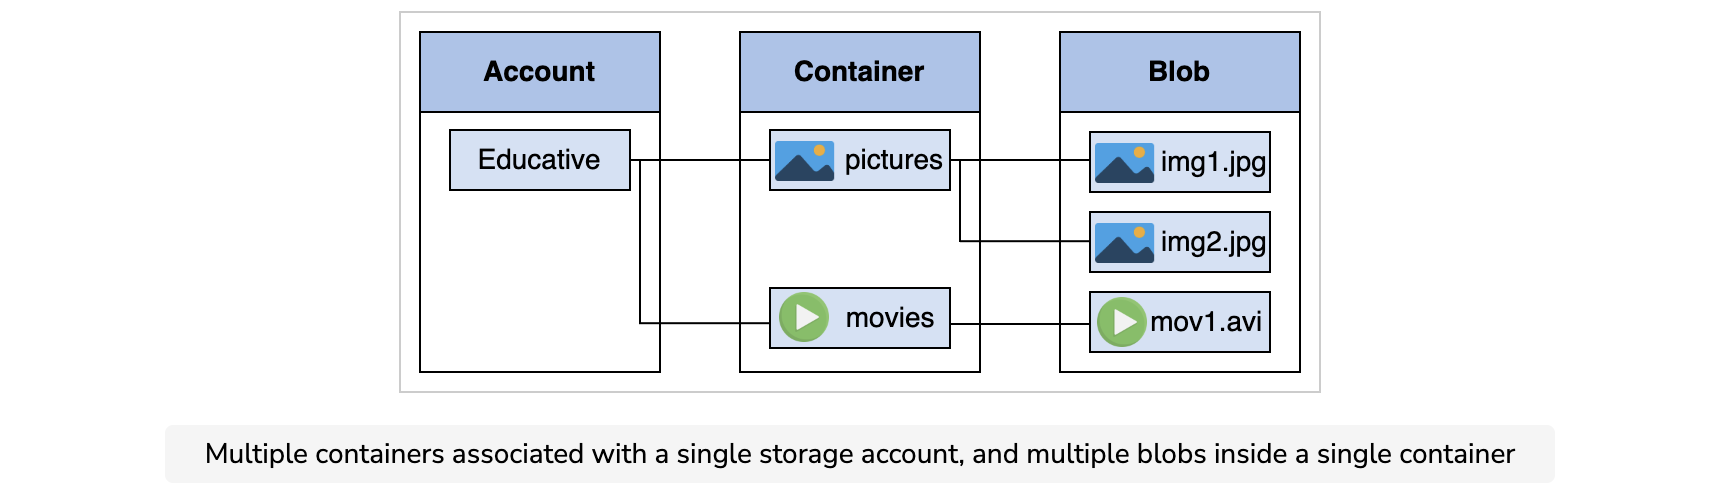 Account
Container
Blob
Educative
pictures
img1.jpg
img2.jpg
movies
mov1.avi
Multiple containers associated with a single storage account, and multiple blobs inside a single container